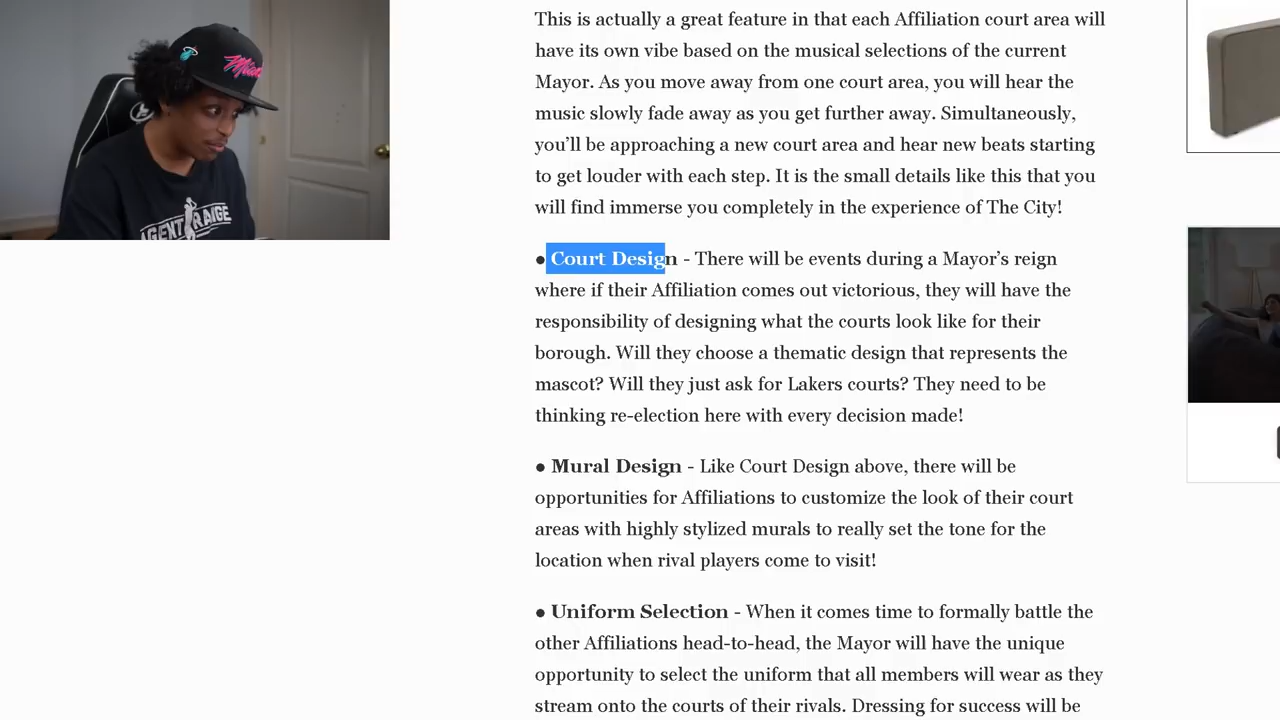 Miami
AGENT RANGE
This is actually a great feature in that each Affiliation court area will
have its own vibe based on the musical selections of the current
Mayor. As you move away from one court area, you will hear the
music slowly fade away as you get further away. Simultaneously,
you’ll be approaching a new court area and hear new beats starting
to get louder with each step. It is the small details like this that you
will find immerse you completely in the experience of The City!
● Court Design - There will be events during a Mayor’s reign
where if their Affiliation comes out victorious, they will have the
responsibility of designing what the courts look like for their
borough. Will they choose a thematic design that represents the
mascot? Will they just ask for Lakers courts? They need to be
thinking re-election here with every decision made!
● Mural Design - Like Court Design above, there will be
opportunities for Affiliations to customize the look of their court
areas with highly stylized murals to really set the tone for the
location when rival players come to visit!
● Uniform Selection - When it comes time to formally battle the
other Affiliations head-to-head, the Mayor will have the unique
opportunity to select the uniform that all members will wear as they
stream onto the courts of their rivals. Dressing for success will be